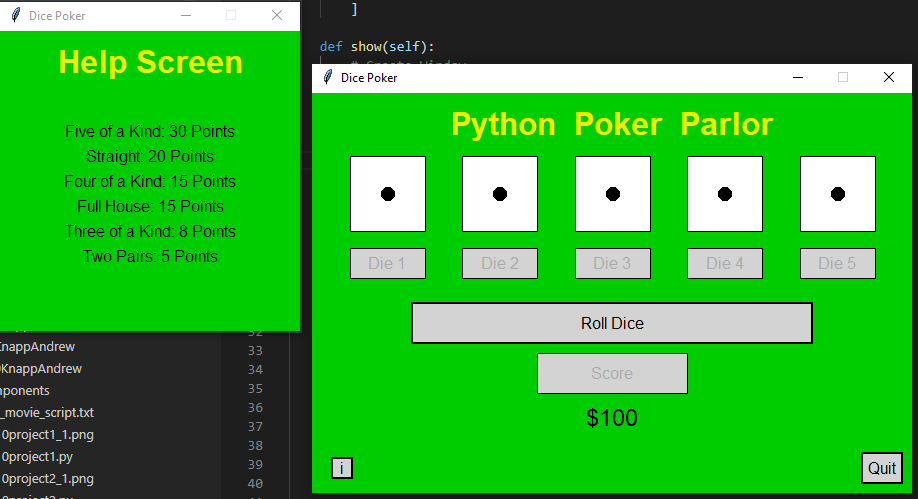 Dice Poker
Help Screen
Five of a Kind: 30 Points
Straight: 20 Points
Four of a Kind: 15 Points
Full House: 15 Points
Three of a Kind: 8 Points
Two Pairs: 5 Points
]
def show(self):
Dice Poker
Python Poker Parlor
Die 1 Die 2 Die 3 Die 4 Die 5
Roll Dice
Score
$100
i
Quit
KnappAndrew
KnappAndrew
ponents
_movie_script.txt
0project1_1.png
0project1.py
0project2_1.png
33
34
35
36
37
38
39
40